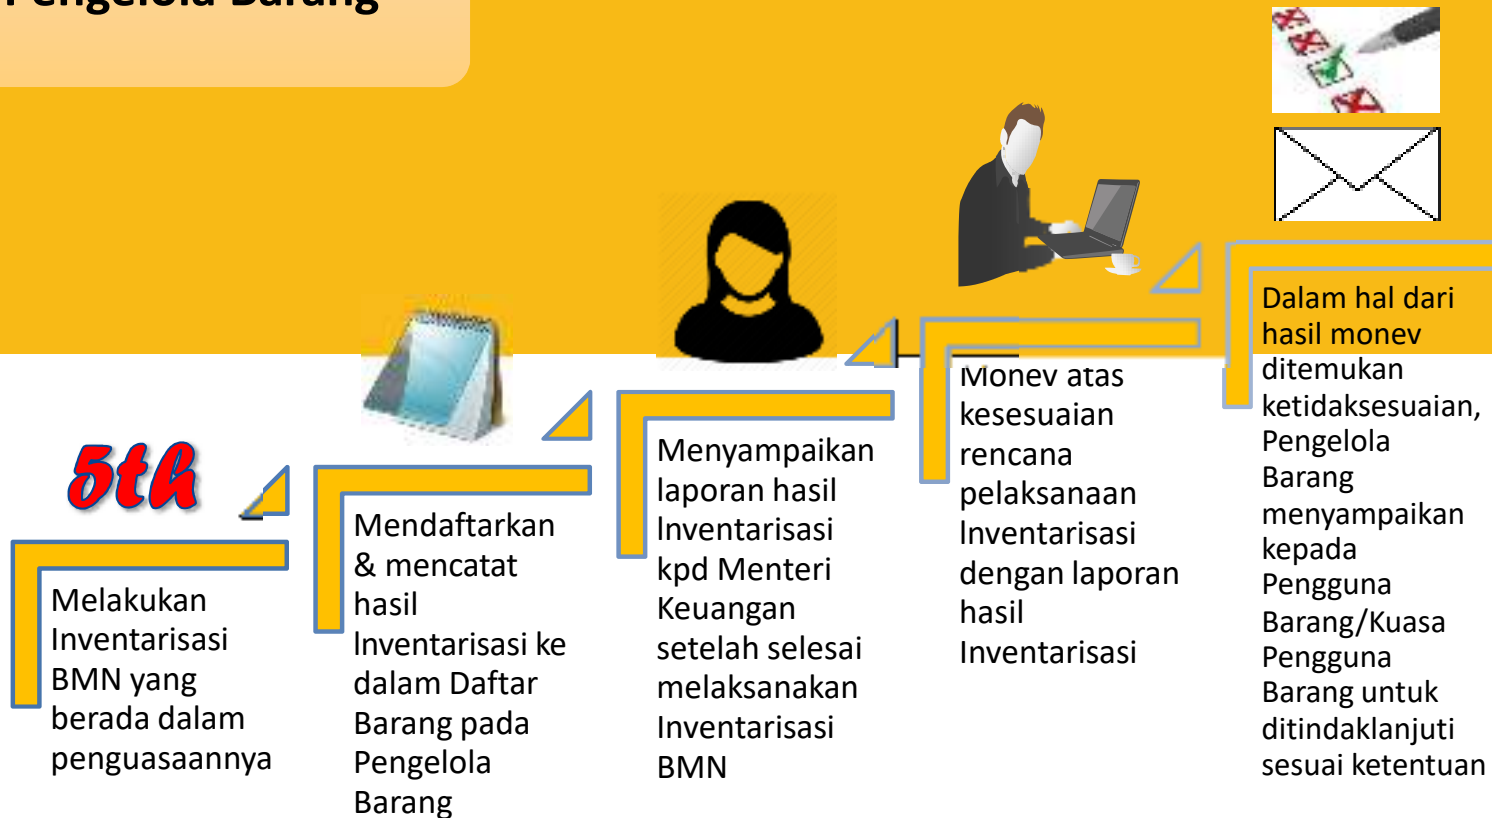 Pengelola Barang
5th
Melakukan
Inventarisasi
BMN yang
berada dalam
penguasaannya
Mendaftarkan
& mencatat
hasil
Inventarisasi ke
dalam Daftar
Barang pada
Pengelola
Barang
Menyampaikan
laporan hasil
Inventarisasi
kpd Menteri
Keuangan
setelah selesai
melaksanakan
Inventarisasi
BMN
Monev atas
kesesuaian
rencana
pelaksanaan
Inventarisasi
dengan laporan
hasil
Inventarisasi
Dalam hal dari
hasil monev
ditemukan
ketidaksesuaian,
Pengelola
Barang
menyampaikan
kepada
Pengguna
Barang/Kuasa
Pengguna
Barang untuk
ditindaklanjuti
sesuai ketentuan